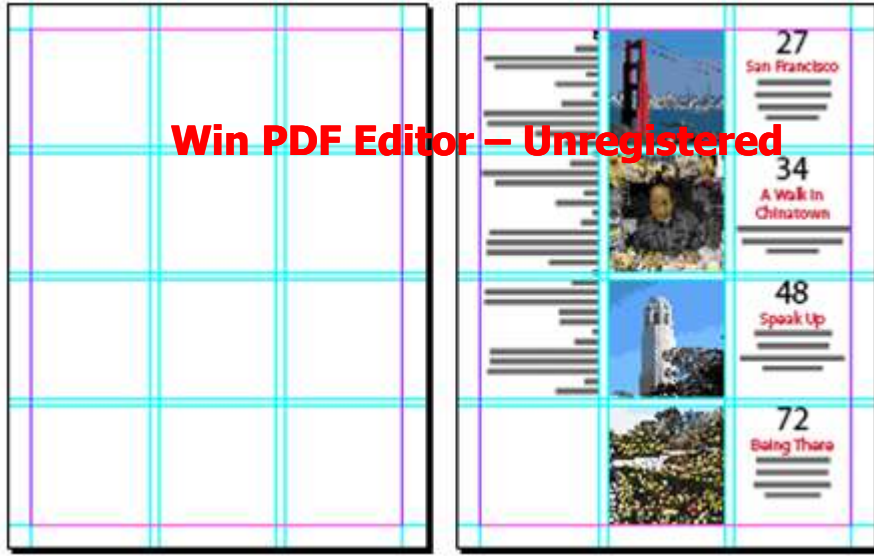 Win PDF Editor – Unregistered
27
San Francisco
34
A Walk In
Chinatown
48
Speak Up
72
Being There